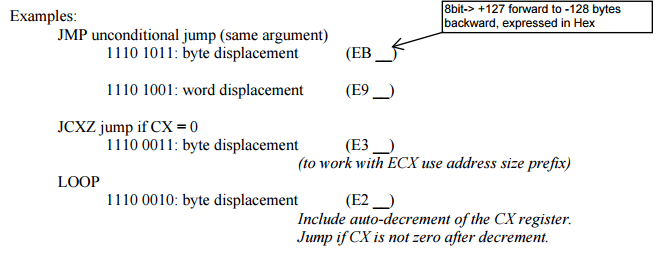 8bit-> +127 forward to -128 bytes
backward, expressed in Hex
Examples:
JMP unconditional jump (same argument)
1110 1011: byte displacement (EB __)
1110 1001: word displacement (E9 __)
JCXZ jump if CX = 0
1110 0011: byte displacement (E3 __)
(to work with ECX use address size prefix)
LOOP
1110 0010: byte displacement (E2 __)
Include auto-decrement of the CX register.
Jump if CX is not zero after decrement.